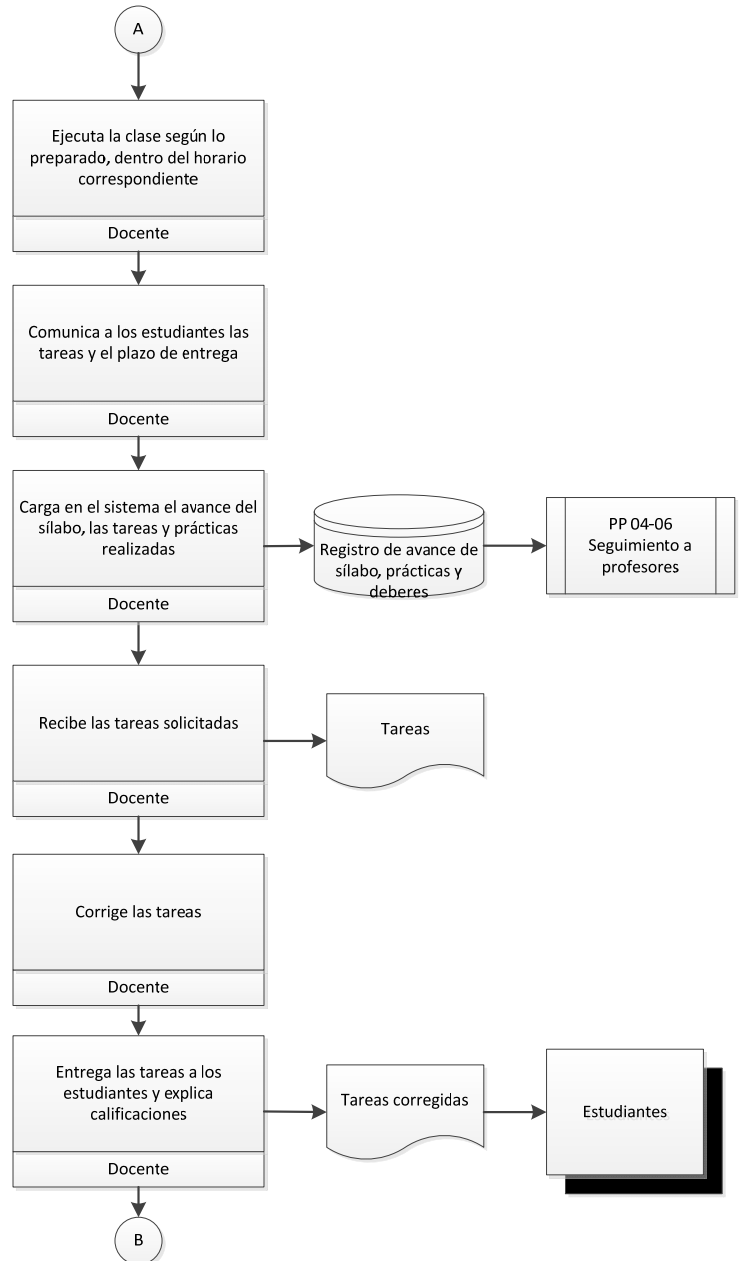 A
Ejecuta la clase según lo
preparado, dentro del horario
correspondiente
Docente
Comunica a los estudiantes las
tareas y el plazo de entrega
Docente
Carga en el sistema el avance del
sílabo, las tareas y prácticas
realizadas
Docente
Registro de avance de
sílabo, prácticas y
deberes
PP 04-06
Seguimiento a
profesores
Recibe las tareas solicitadas
Docente
Tareas
Corrige las tareas
Docente
Entrega las tareas a los
estudiantes y explica
calificaciones
Docente
Tareas corregidas
Estudiantes
B